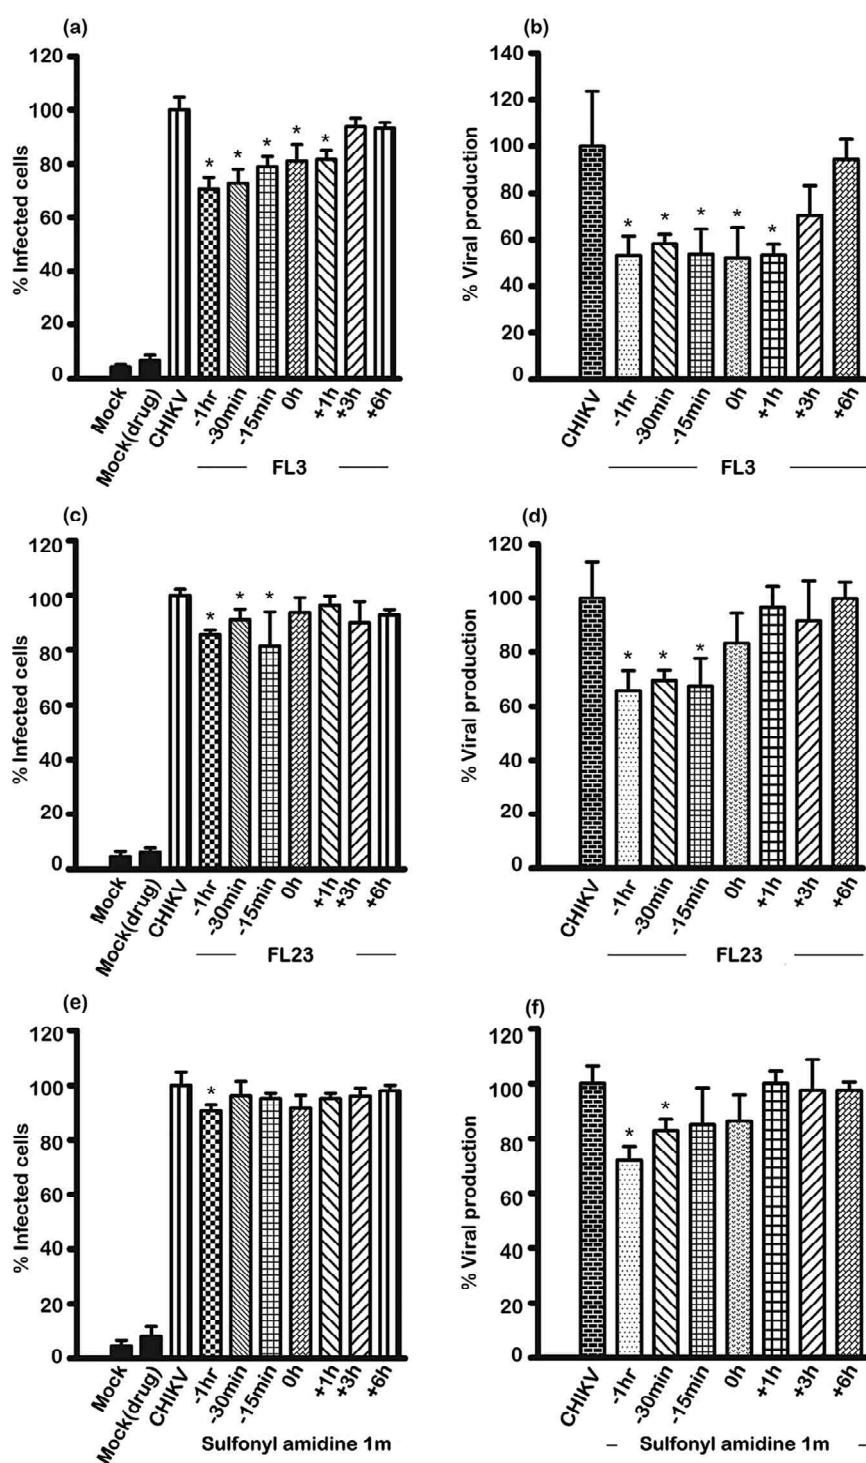 (a)
120
100
80
60
40
20
0
% Infected cells
* * * * *
Mock
Mock(drug)
CHIKV
-1hr
-30min
-15min
0h
+1h
+3h
+6h
FL3
(b)
140
120
100
80
60
40
20
0
% Viral production
* * * * *
CHIKV
-1hr
-30min
-15min
0h
+1h
+3h
+6h
FL3
(c)
120
100
80
60
40
20
0
% Infected cells
* * *
Mock
Mock(drug)
CHIKV
-1hr
-30min
-15min
0h
+1h
+3h
+6h
FL23
(d)
120
100
80
60
40
20
0
% Viral production
* * *
CHIKV
-1hr
-30min
-15min
0h
+1h
+3h
+6h
FL23
(e)
120
100
80
60
40
20
0
% Infected cells
*
Mock
Mock(drug)
CHIKV
-1hr
-30min
-15min
0h
+1h
+3h
+6h
Sulfonyl amidine 1m
(f)
120
100
80
60
40
20
0
% Viral production
* *
CHIKV
-1hr
-30min
-15min
0h
+1h
+3h
+6h
Sulfonyl amidine 1m